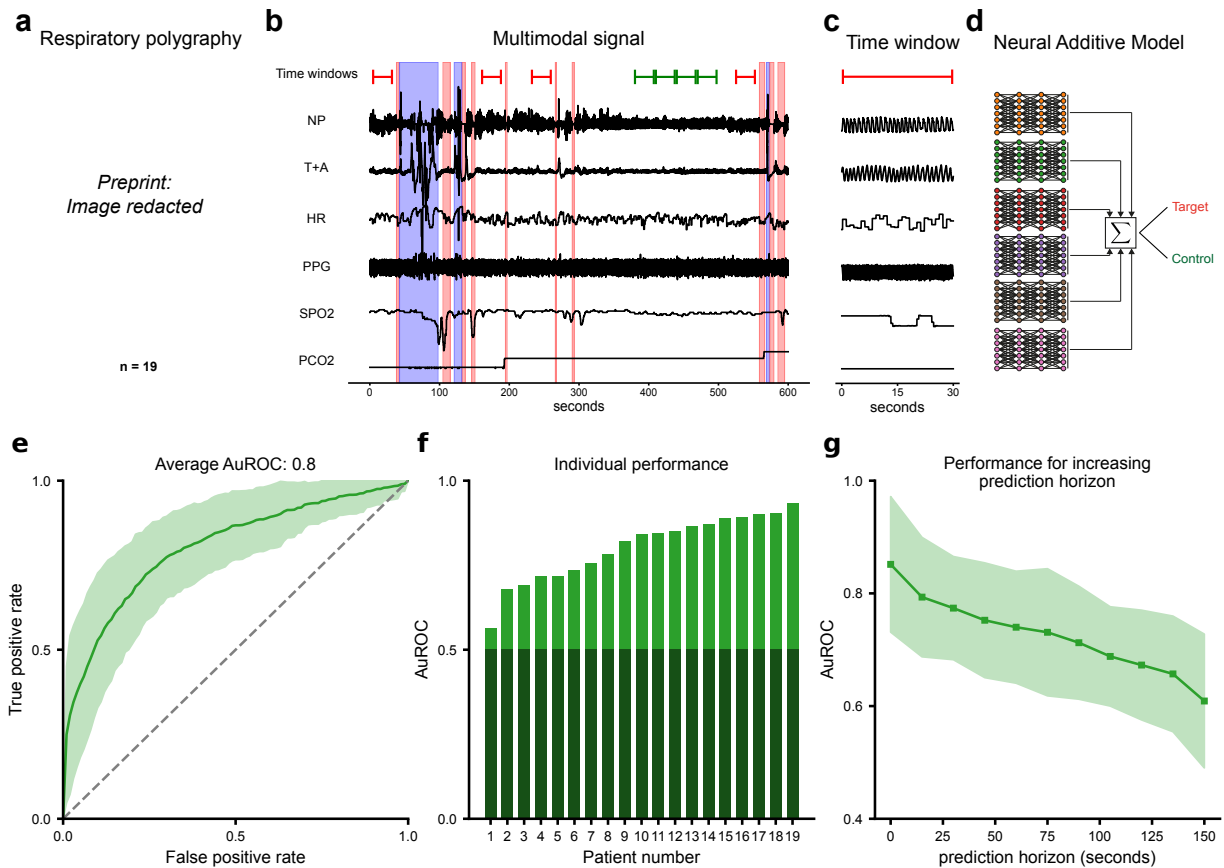 a
Respiratory polygraphy
Preprint:
Image redacted
n = 19
b
Multimodal signal
Time windows
NP
T+A
HR
PPG
SPO2
PCO2
0 100 200 300 400 500 600
seconds
c
Time window
0 15 30
seconds
d
Neural Additive Model
Σ
Target
Control
e
Average AuROC: 0.8
True positive rate
1.0
0.5
0.0
0.0 0.5 1.0
False positive rate
f
Individual performance
AuROC
1.0
0.5
0.0
1 2 3 4 5 6 7 8 9 10 11 12 13 14 15 16 17 18 19
Patient number
g
Performance for increasing
prediction horizon
AuROC
1.0
0.8
0.6
0.4
0 25 50 75 100 125 150
prediction horizon (seconds)